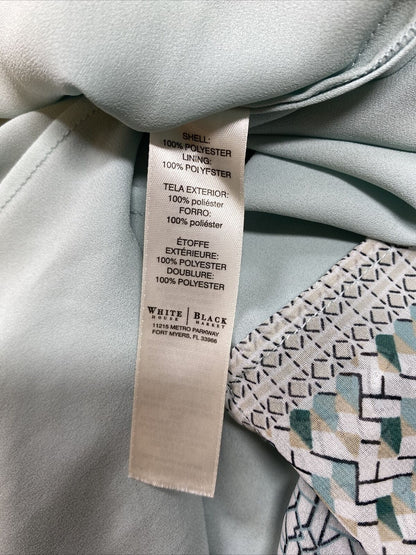 SHELL:
100% POLYESTER
LINING:
100% POLYESTER
TELA EXTERIOR:
100% poliéster
FORRO:
100% poliéster
ÉTOFFE
EXTÉRIEURE:
100% POLYESTER
DOUBLURE:
100% POLYESTER
WHITE | BLACK
HOUSE MARKET
11215 METRO PARKWAY
FORT MYERS, FL 33966